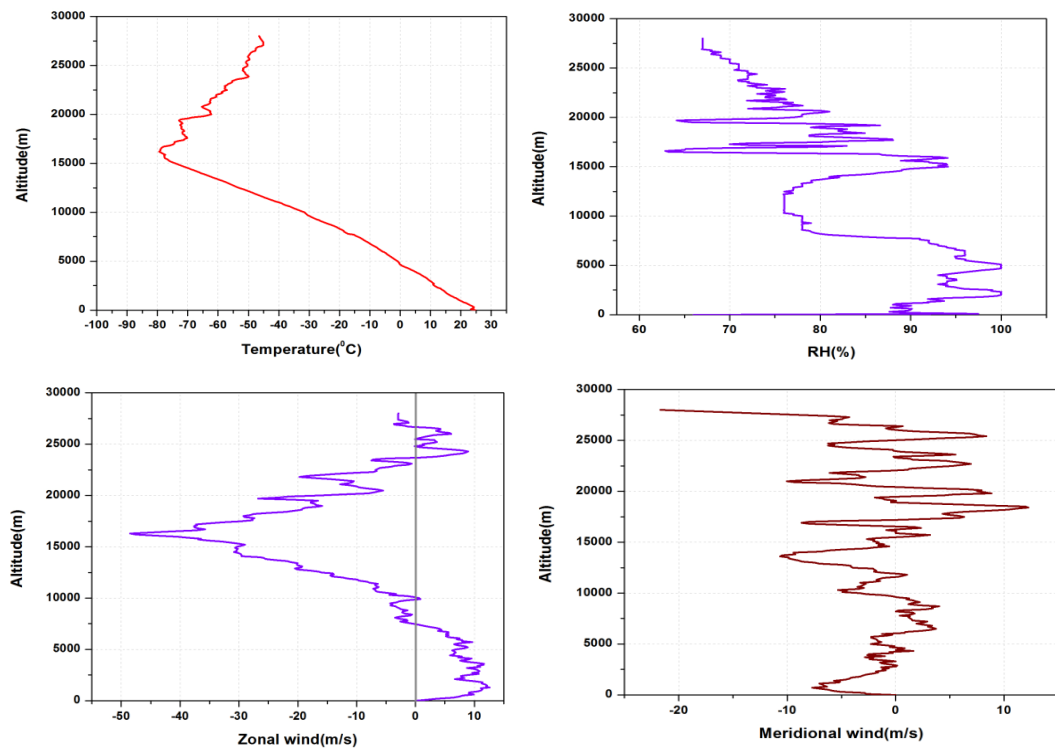 30000
25000
20000
15000
10000
5000
0
Altitude(m)
-100 -90 -80 -70 -60 -50 -40 -30 -20 -10 0 10 20 30
Temperature(⁰C)
30000
25000
20000
15000
10000
5000
0
Altitude(m)
60 70 80 90 100
RH(%)
30000
25000
20000
15000
10000
5000
0
Altitude(m)
-50 -40 -30 -20 -10 0 10
Zonal wind(m/s)
30000
25000
20000
15000
10000
5000
0
Altitude(m)
-20 -10 0 10
Meridional wind(m/s)